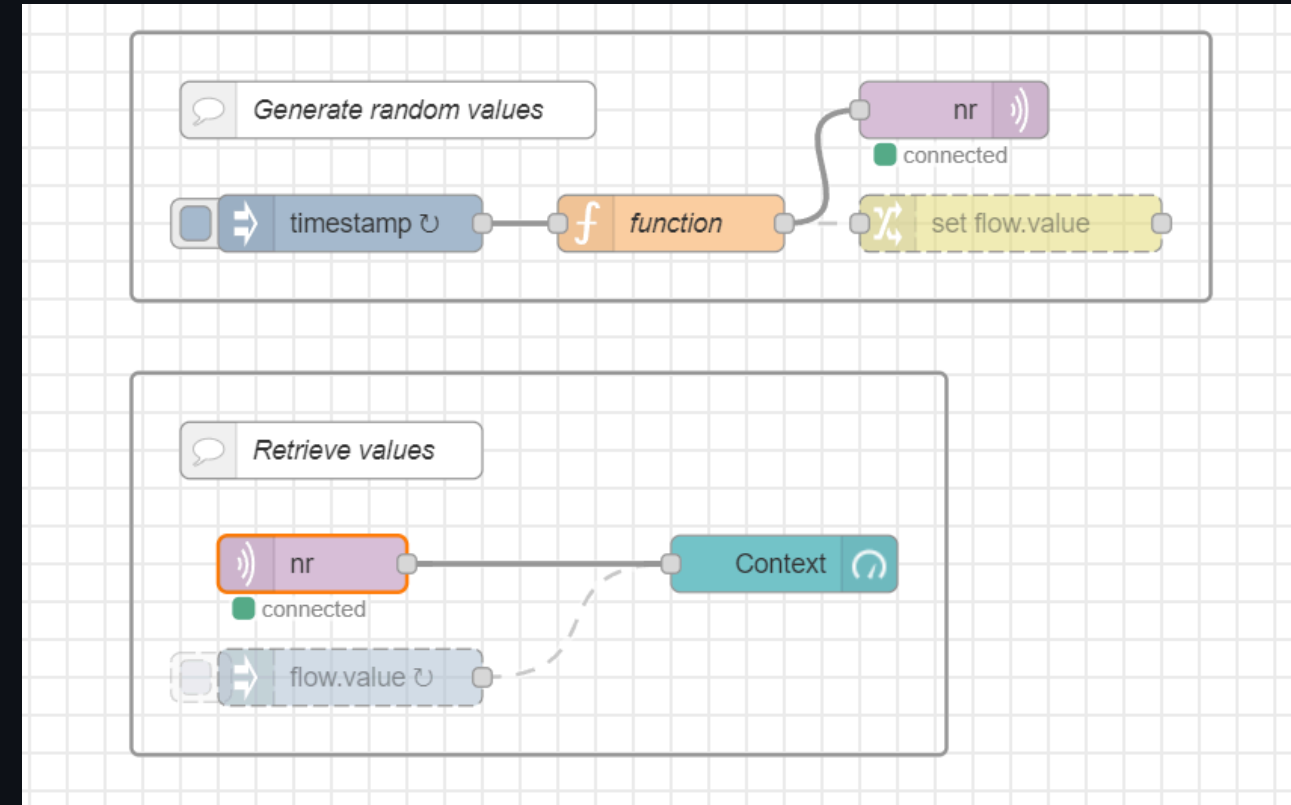 Generate random values
nr
connected
timestamp ↻
function
set flow.value
Retrieve values
nr
Context
connected
flow.value ↻